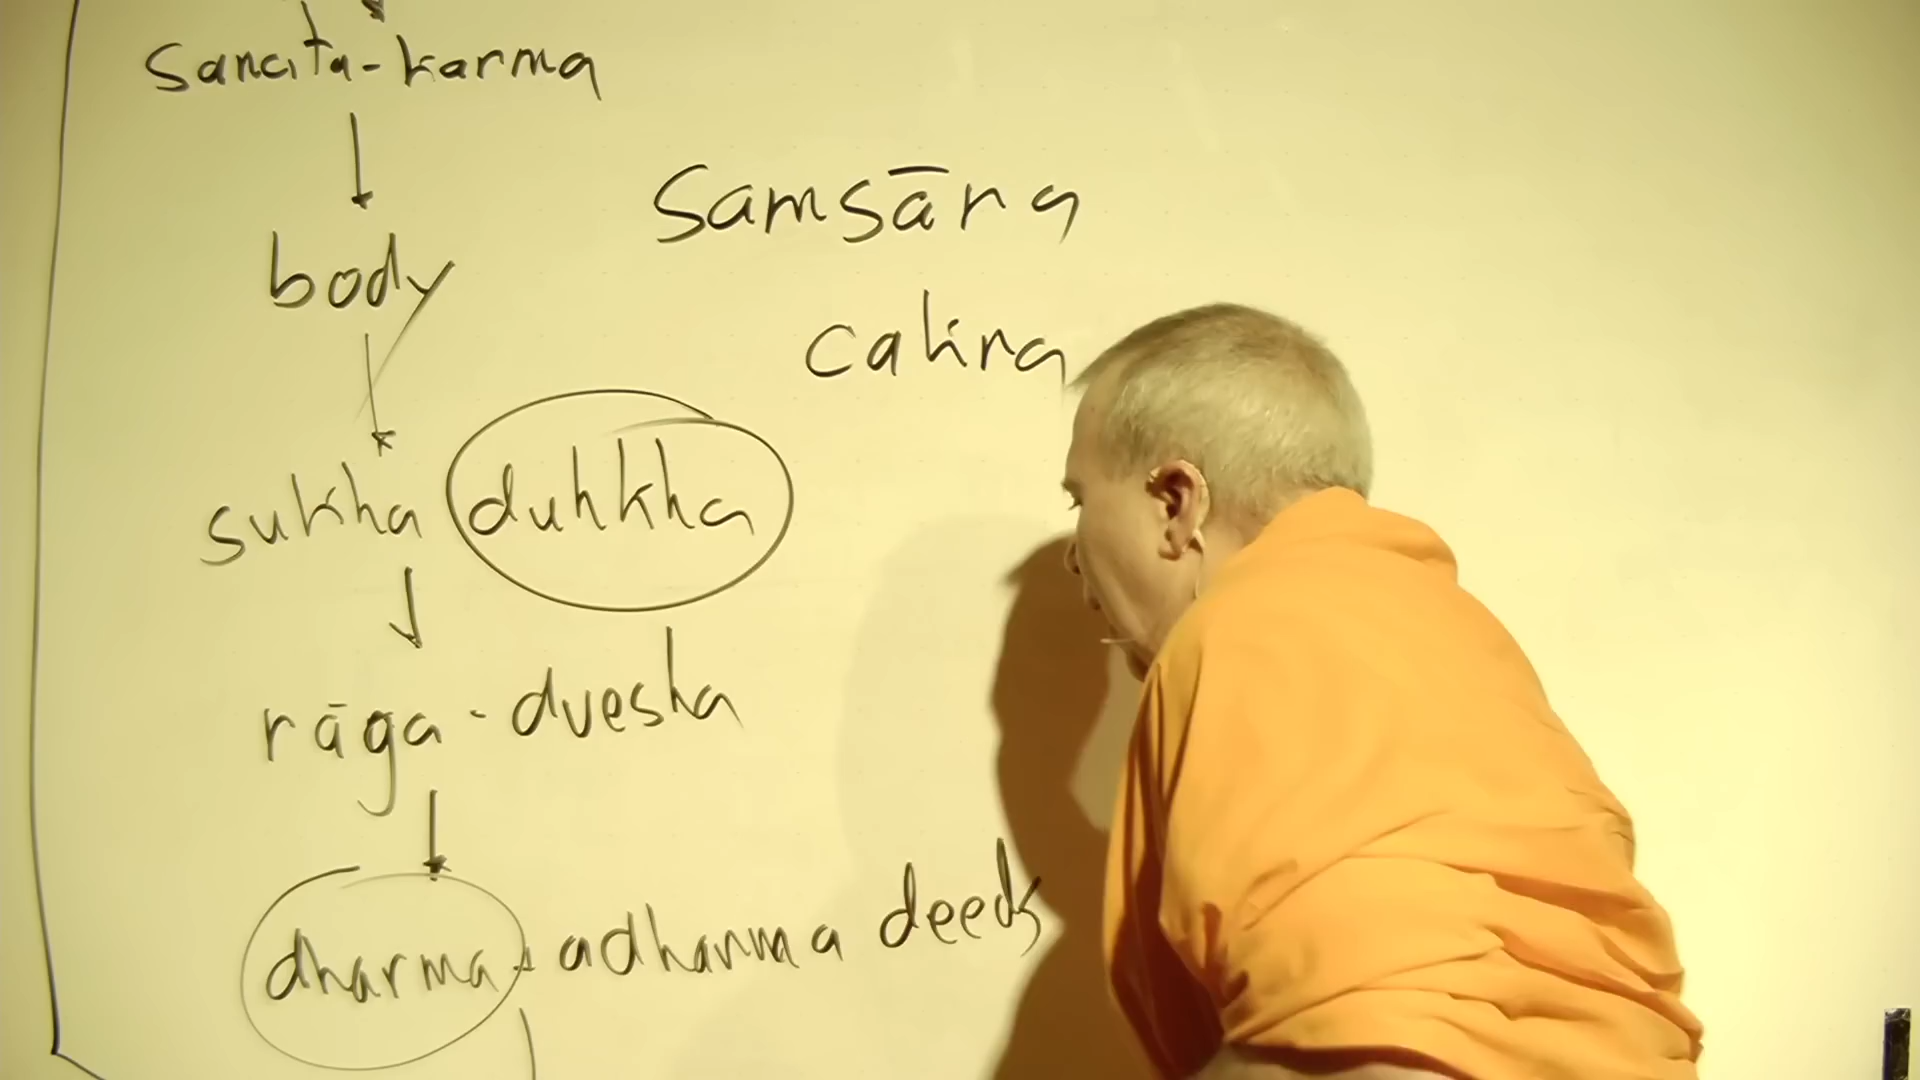 sancita-karma
body
samsāra
cakra
sukha duhkha
rāga - dvesha
dharma + adharma deeds